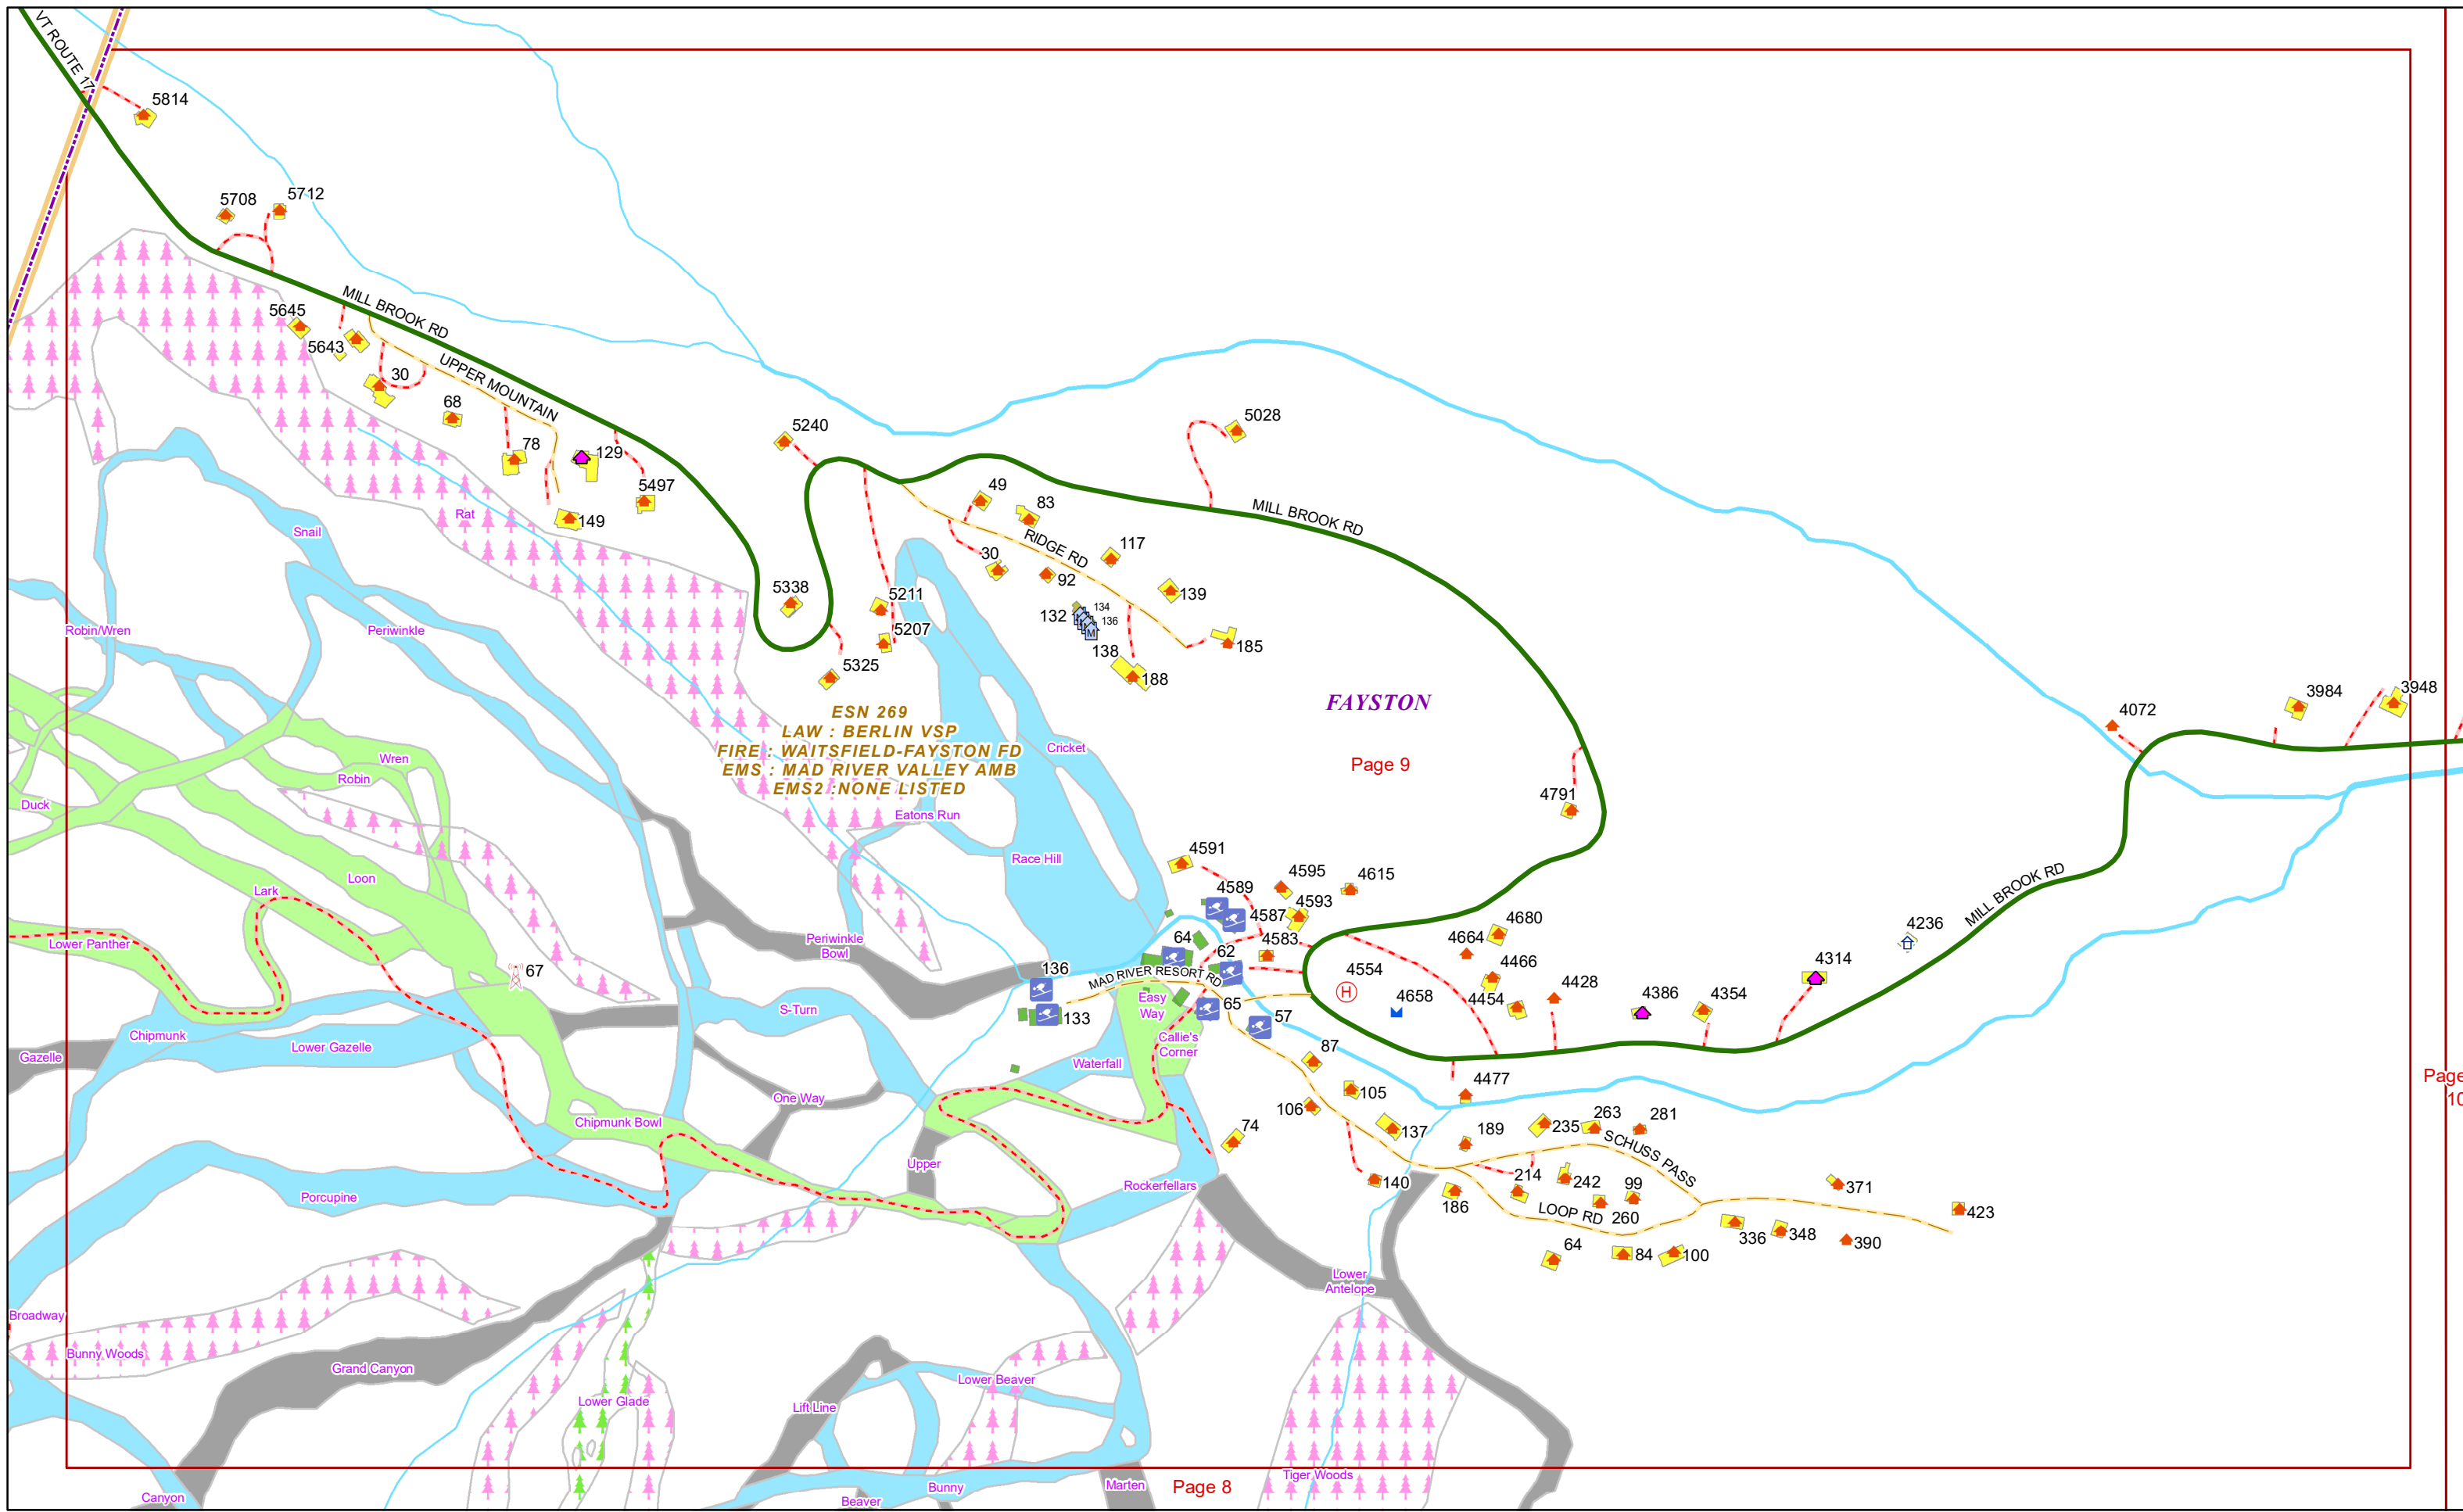 VT ROUTE 17
5814
5708
5712
5645
MILL BROOK RD
5643
30
UPPER MOUNTAIN
68
78
129
5497
149
Rat
Snail
5240
5028
49
83
MILL BROOK RD
RIDGE RD
30
117
92
139
5338
5211
132
134
136
5207
138
185
5325
188
Robin/Wren
Periwinkle
FAYSTON
ESN 269
LAW : BERLIN VSP
FIRE : WAITSFIELD-FAYSTON FD
EMS : MAD RIVER VALLEY AMB
EMS2 :NONE LISTED
Cricket
Page 9
3984
3948
4072
Wren
Robin
Duck
4791
Eatons Run
Race Hill
4591
4595
4615
Loon
Lark
4589
4593
MILL BROOK RD
4587
4680
4236
Lower Panther
Periwinkle
Bowl
64
62
4583
4664
4466
67
136
MAD RIVER RESORT RD
4554
4314
4658
4454
4428
4386
4354
S-Turn
133
Easy
Way
65
57
Chipmunk
Lower Gazelle
Gazelle
Callie's
Corner
Waterfall
87
Page
10
4477
One Way
105
106
Chipmunk Bowl
74
137
189
235
263
281
SCHUSS PASS
Upper
140
214
242
99
371
Porcupine
Rockerfellars
186
LOOP RD
260
423
336
348
390
64
84
100
Lower
Antelope
Broadway
Bunny Woods
Grand Canyon
Lower Beaver
Lower Glade
Lift Line
Tiger Woods
Canyon
Beaver
Bunny
Marten
Page 8
H
M